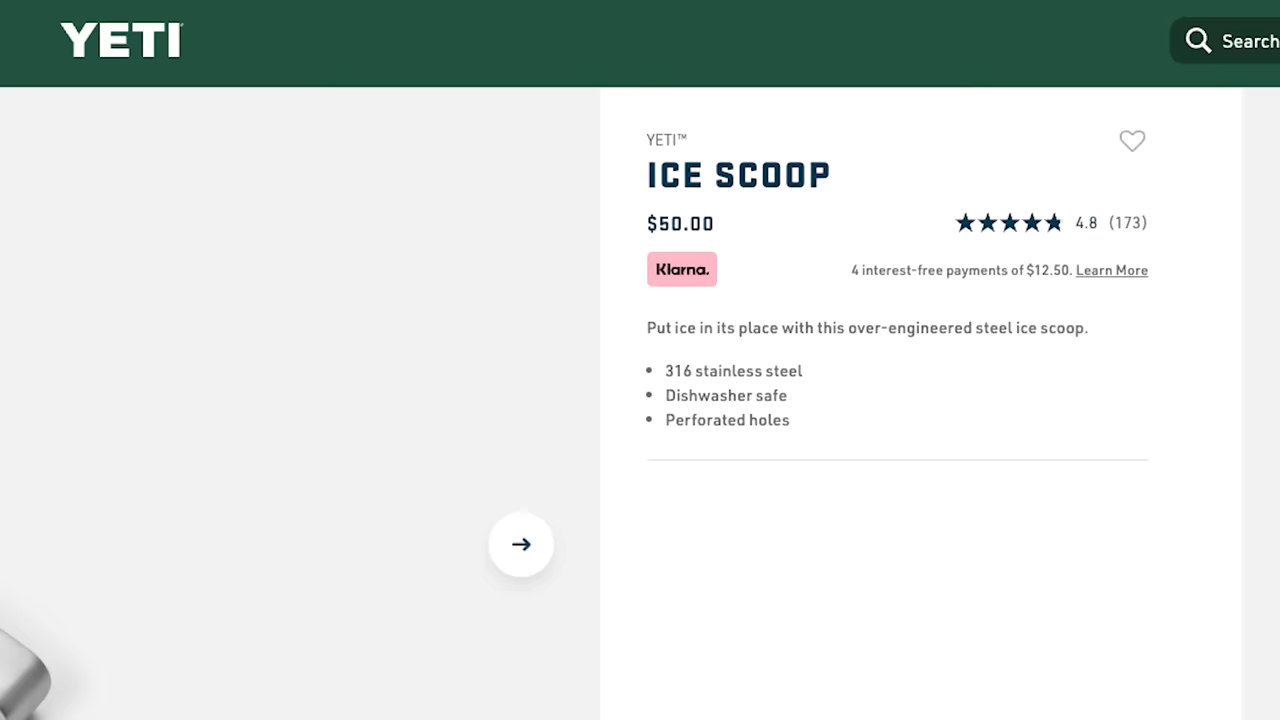 YETI
Search
YETI™
ICE SCOOP
$50.00
4.8 (173)
Klarna.
4 interest-free payments of $12.50. Learn More
Put ice in its place with this over-engineered steel ice scoop.
• 316 stainless steel
• Dishwasher safe
• Perforated holes